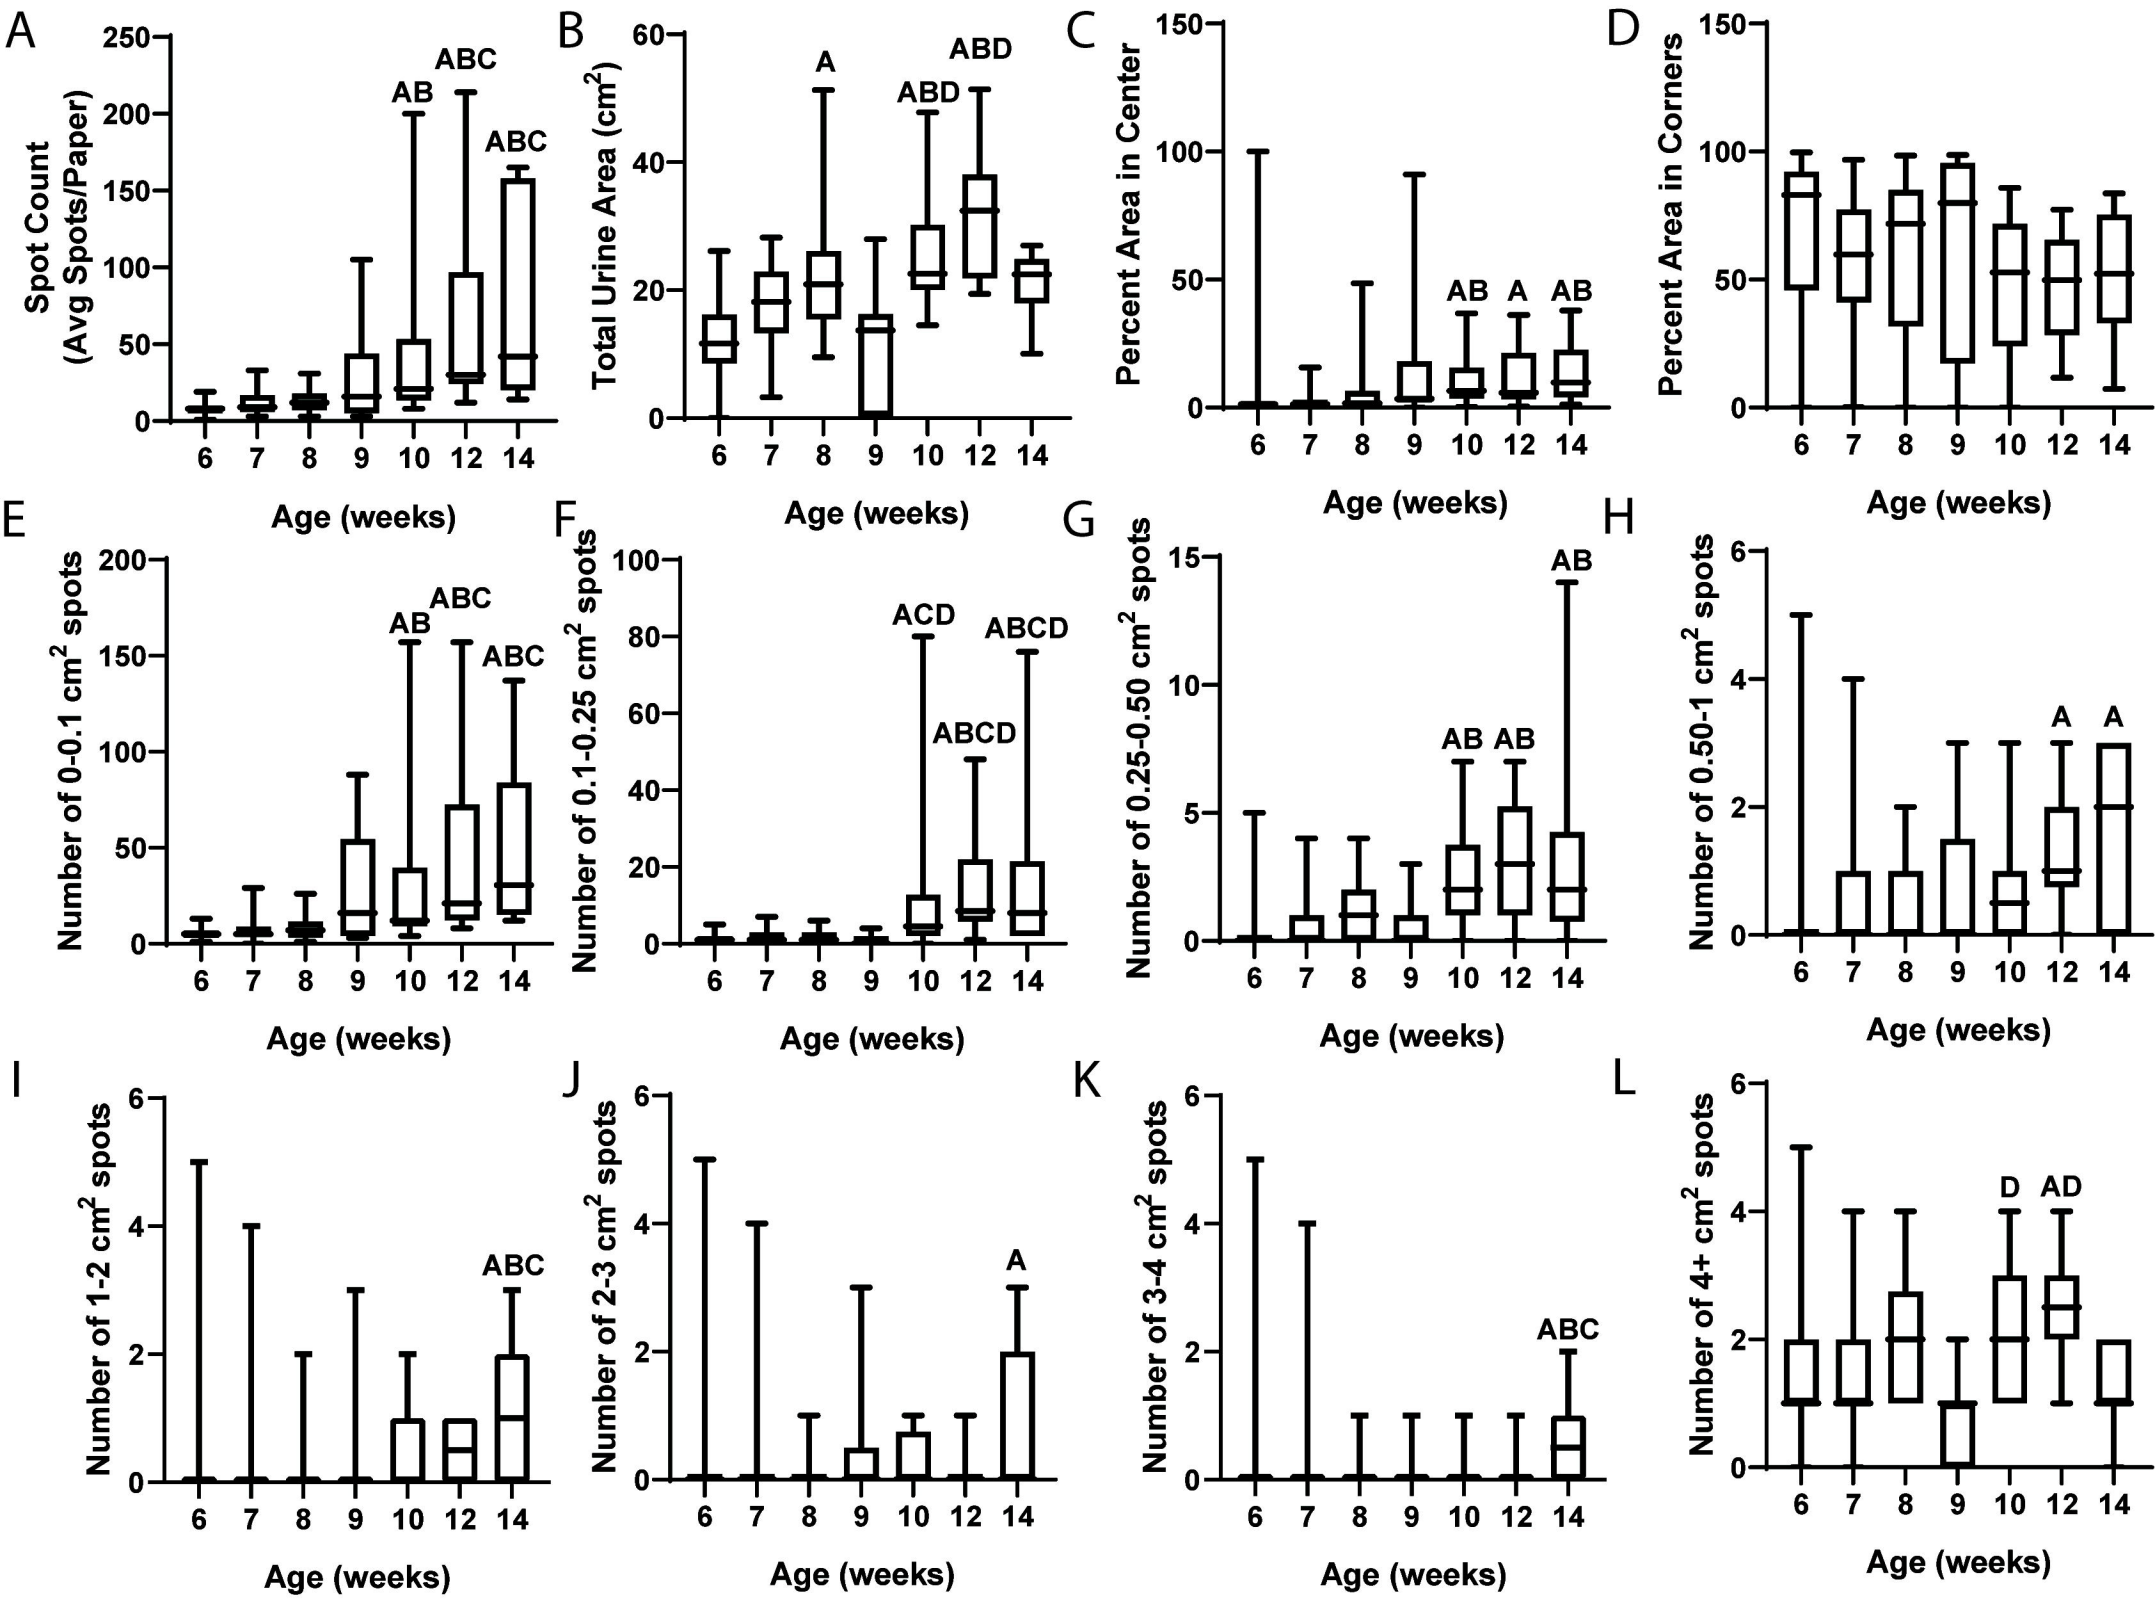 A
Spot Count
(Avg Spots/Paper)
250
200
150
100
50
0
AB
ABC
ABC
6 7 8 9 10 12 14
Age (weeks)
B
Total Urine Area (cm²)
60
40
20
0
A
ABD
ABD
6 7 8 9 10 12 14
Age (weeks)
C
Percent Area in Center
150
100
50
0
AB A AB
6 7 8 9 10 12 14
Age (weeks)
D
Percent Area in Corners
150
100
50
0
6 7 8 9 10 12 14
Age (weeks)
E
Number of 0-0.1 cm² spots
200
150
100
50
0
AB
ABC
ABC
6 7 8 9 10 12 14
Age (weeks)
F
Number of 0.1-0.25 cm² spots
100
80
60
40
20
0
ACD
ABCD
ABCD
6 7 8 9 10 12 14
Age (weeks)
G
Number of 0.25-0.50 cm² spots
15
10
5
0
AB AB
AB
6 7 8 9 10 12 14
Age (weeks)
H
Number of 0.50-1 cm² spots
6
4
2
0
A A
6 7 8 9 10 12 14
Age (weeks)
I
Number of 1-2 cm² spots
6
4
2
0
ABC
6 7 8 9 10 12 14
Age (weeks)
J
Number of 2-3 cm² spots
6
4
2
0
A
6 7 8 9 10 12 14
Age (weeks)
K
Number of 3-4 cm² spots
6
4
2
0
ABC
6 7 8 9 10 12 14
Age (weeks)
L
Number of 4+ cm² spots
6
4
2
0
D AD
6 7 8 9 10 12 14
Age (weeks)